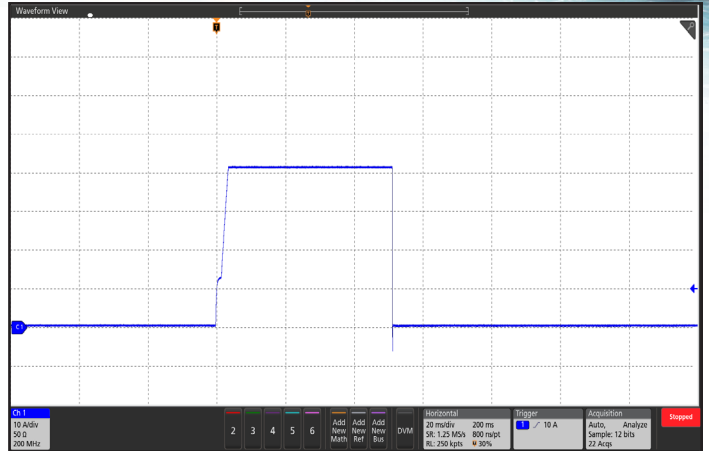 Waveform View
T
C1
Ch 1
10 A/div
50 Ω
200 MHz
2 3 4 5 6
Add New Math
Add New Ref
Add New Bus
DVM
Horizontal
20 ms/div 200 ms
SR: 1.25 MS/s 800 ns/pt
RL: 250 kpts 30%
Trigger
1 10 A
Acquisition
Auto, Analyze
Sample: 12 bits
22 Acqs
Stopped